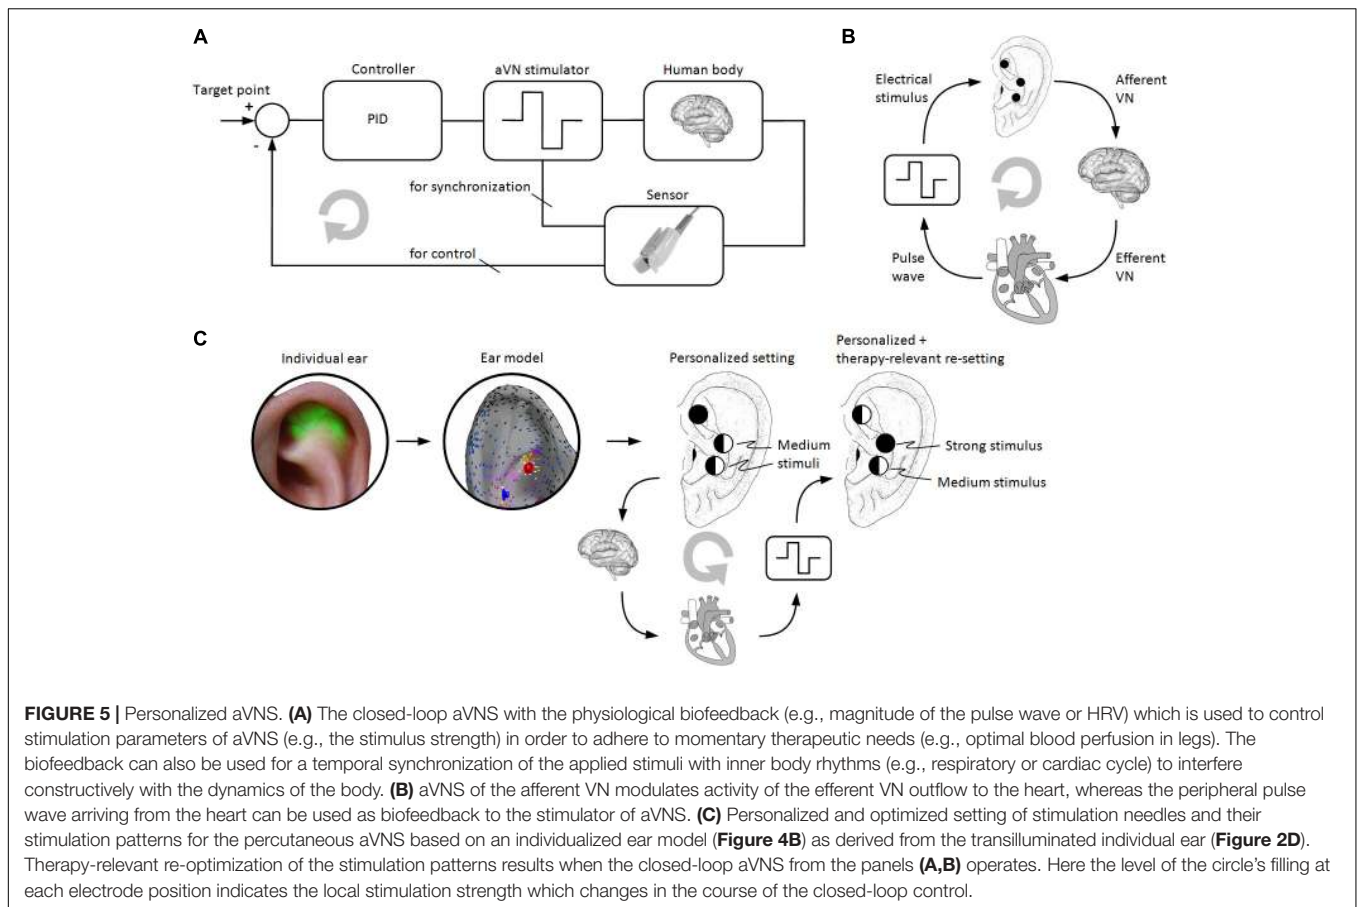 A
Controller
aVN stimulator
Human body
Target point
+
PID
-
for synchronization
Sensor
for control
B
Electrical
stimulus
Afferent
VN
Pulse
wave
Efferent
VN
C
Individual ear
Ear model
Personalized setting
Personalized +
therapy-relevant re-setting
Medium
stimuli
Strong stimulus
Medium stimulus
FIGURE 5 | Personalized aVNS. (A) The closed-loop aVNS with the physiological biofeedback (e.g., magnitude of the pulse wave or HRV) which is used to control
stimulation parameters of aVNS (e.g., the stimulus strength) in order to adhere to momentary therapeutic needs (e.g., optimal blood perfusion in legs). The
biofeedback can also be used for a temporal synchronization of the applied stimuli with inner body rhythms (e.g., respiratory or cardiac cycle) to interfere
constructively with the dynamics of the body. (B) aVNS of the afferent VN modulates activity of the efferent VN outflow to the heart, whereas the peripheral pulse
wave arriving from the heart can be used as biofeedback to the stimulator of aVNS. (C) Personalized and optimized setting of stimulation needles and their
stimulation patterns for the percutaneous aVNS based on an individualized ear model (Figure 4B) as derived from the transilluminated individual ear (Figure 2D).
Therapy-relevant re-optimization of the stimulation patterns results when the closed-loop aVNS from the panels (A,B) operates. Here the level of the circle's filling at
each electrode position indicates the local stimulation strength which changes in the course of the closed-loop control.